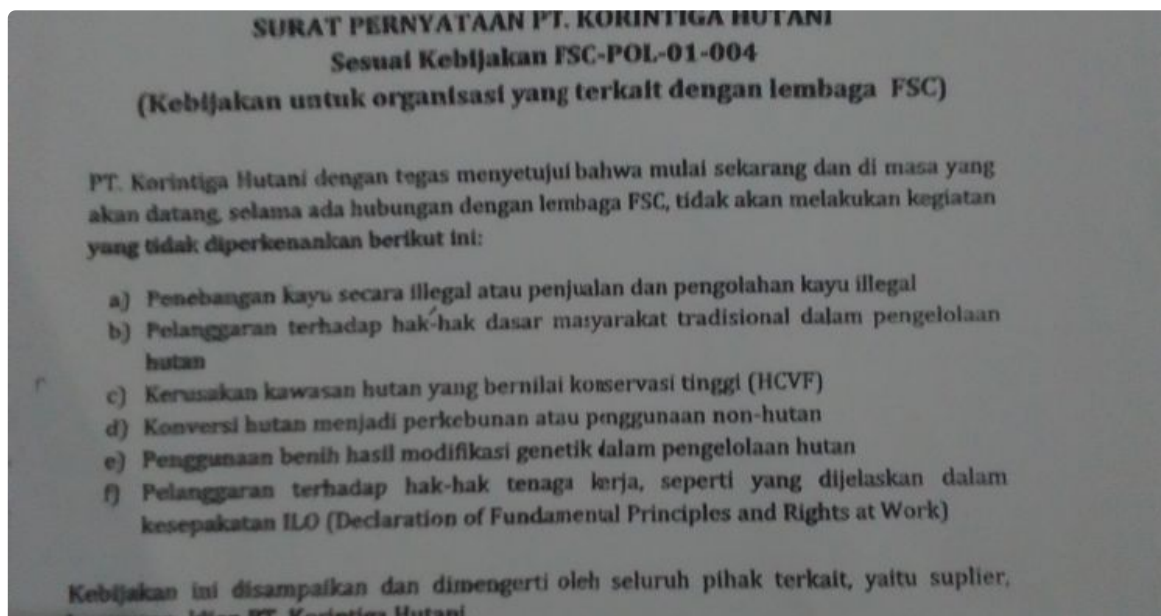 SURAT PERNYATAAN PT. KORINTIGA HUTANI
Sesuai Kebijakan FSC-POL-01-004
(Kebijakan untuk organisasi yang terkait dengan lembaga FSC)
PT. Korintiga Hutani dengan tegas menyetujui bahwa mulai sekarang dan di masa yang
akan datang, selama ada hubungan dengan lembaga FSC, tidak akan melakukan kegiatan
yang tidak diperkenankan berikut ini:
a) Penebangan kayu secara illegal atau penjualan dan pengolahan kayu illegal
b) Pelanggaran terhadap hak-hak dasar masyarakat tradisional dalam pengelolaan
hutan
c) Kerusakan kawasan hutan yang bernilai konservasi tinggi (HCVF)
d) Konversi hutan menjadi perkebunan atau penggunaan non-hutan
e) Penggunaan benih hasil modifikasi genetik dalam pengelolaan hutan
f) Pelanggaran terhadap hak-hak tenaga kerja, seperti yang dijelaskan dalam
kesepakatan ILO (Declaration of Fundamental Principles and Rights at Work)
Kebijakan ini disampaikan dan dimengerti oleh seluruh pihak terkait, yaitu suplier,
PT. Korintiga Hutani